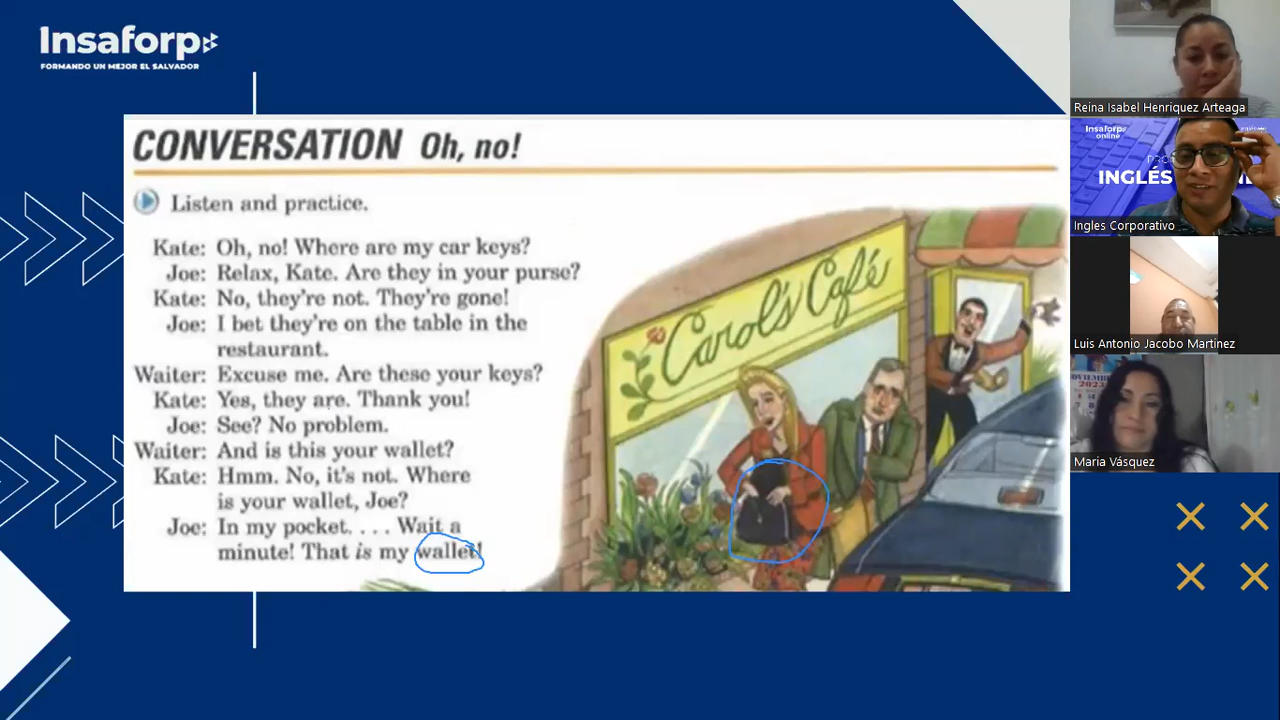 Insaforp
FORMANDO UN MEJOR EL SALVADOR
CONVERSATION Oh, no!
Listen and practice.
Kate: Oh, no! Where are my car keys?
Joe: Relax, Kate. Are they in your purse?
Kate: No, they're not. They're gone!
Joe: I bet they're on the table in the
restaurant.
Waiter: Excuse me. Are these your keys?
Kate: Yes, they are. Thank you!
Joe: See? No problem.
Waiter: And is this your wallet?
Kate: Hmm. No, it's not. Where
is your wallet, Joe?
Joe: In my pocket. . . . Wait a
minute! That is my wallet!
Carol's Café
Reina Isabel Henriquez Arteaga
Insaforp
online
INGLÉS
Ingles Corporativo
Luis Antonio Jacobo Martinez
2023
Maria Vásquez